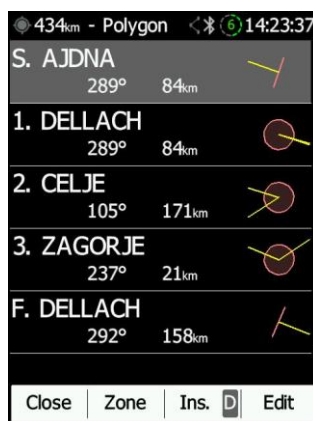 434km - Polygon 6 14:23:37
S. AJDNA
289° 84km
1. DELLACH
289° 84km
2. CELJE
105° 171km
3. ZAGORJE
237° 21km
F. DELLACH
292° 158km
Close Zone Ins. D Edit